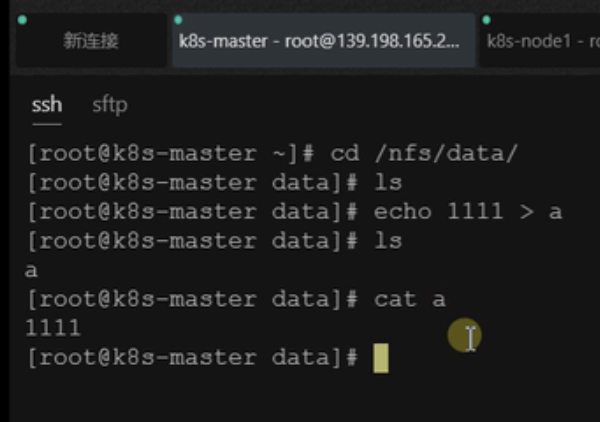 新连接 k8s-master - root@139.198.165.2... k8s-node1 - ro
ssh sftp
[root@k8s-master ~]# cd /nfs/data/
[root@k8s-master data]# ls
[root@k8s-master data]# echo 1111 > a
[root@k8s-master data]# ls
a
[root@k8s-master data]# cat a
1111
[root@k8s-master data]#